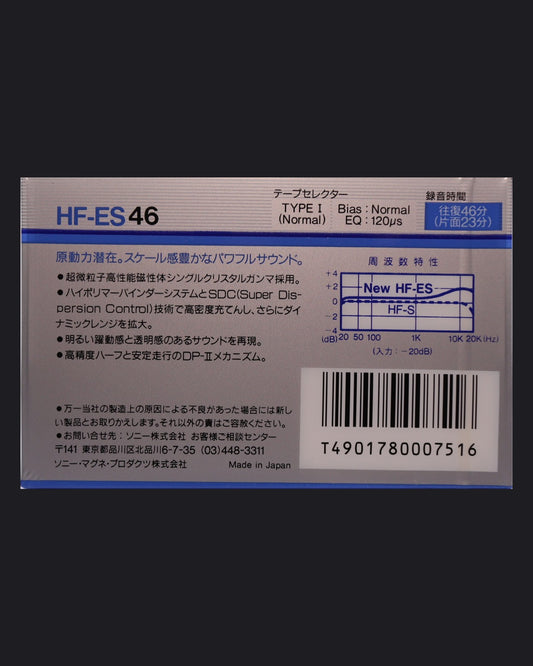 HF-ES 46
テープセレクター
TYPE I (Normal)
Bias : Normal
EQ : 120μs
録音時間
往復46分
(片面23分)
原動力潜在。スケール感豊かなパワフルサウンド。
●超微粒子高性能磁性体シングルクリスタルガンマ採用。
●ハイポリマーバインダーシステムとSDC(Super Dis-
persion Control)技術で高密度充てんし、さらにダイ
ナミックレンジを拡大。
●明るい躍動感と透明感のあるサウンドを再現。
●高精度ハーフと安定走行のDP-Ⅱメカニズム。
周波数特性
+4
+2
0
-2
-4
New HF-ES
HF-S
(dB) 20 50 100 1K 10K 20K (Hz)
(入力：-20dB)
●万一当社の製造上の原因による不良があった場合には新し
い製品とお取りかえします。それ以外の責はご容赦ください。
●お問い合せ先：ソニー株式会社 お客様ご相談センター
〒141 東京都品川区北品川6-7-35 (03)448-3311
ソニー・マグネ・プロダクツ株式会社 Made in Japan
T4901780007516